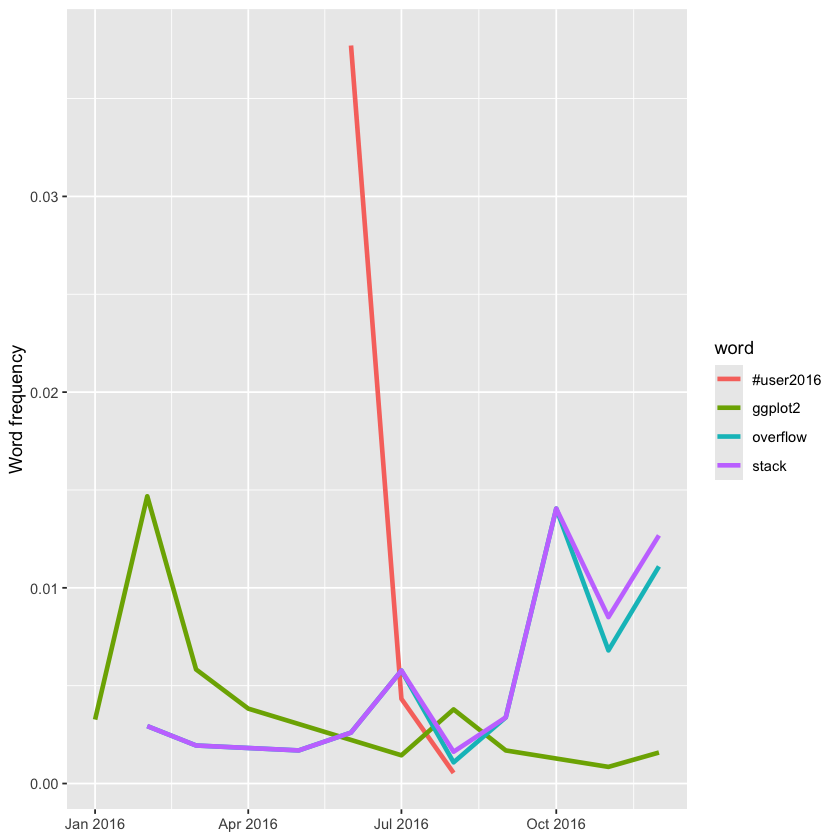 Word frequency
0.03
0.02
0.01
0.00
Jan 2016
Apr 2016
Jul 2016
Oct 2016
word
#user2016
ggplot2
overflow
stack